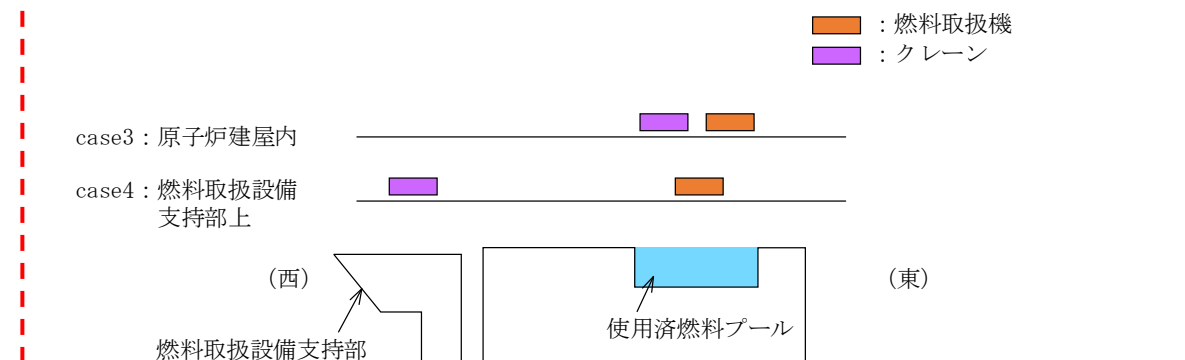 ：燃料取扱機
：クレーン
case3：原子炉建屋内
case4：燃料取扱設備
支持部上
（西）
（東）
使用済燃料プール
燃料取扱設備支持部